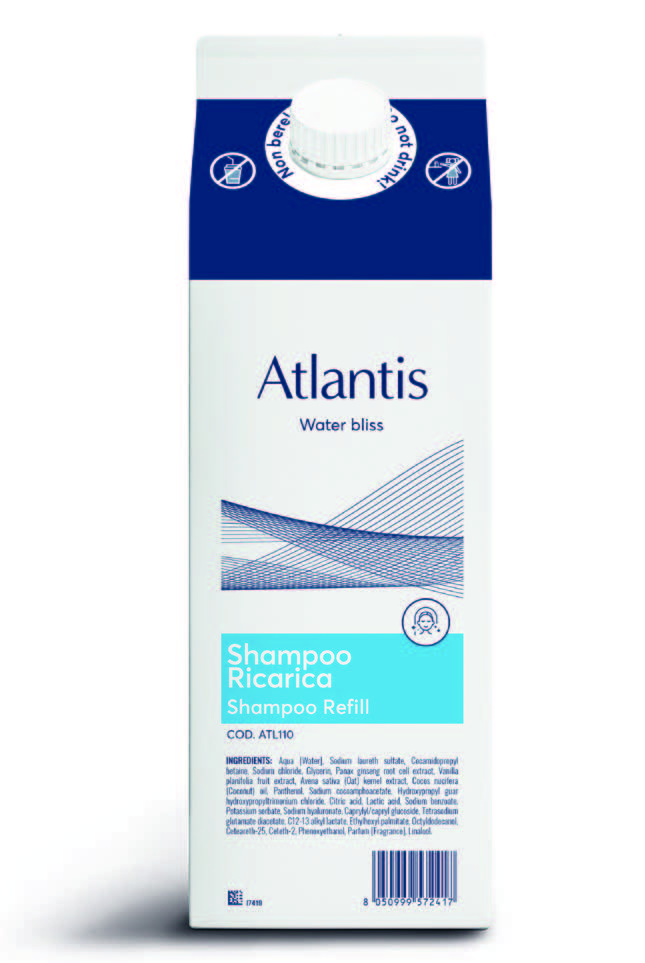 Non bere!
Do not drink!
Atlantis
Water bliss
Shampoo
Ricarica
Shampoo Refill
COD. ATL110
INGREDIENTS: Aqua (Water), Sodium laureth sulfate, Cocamidopropyl
betaine, Sodium chloride, Glycerin, Panax ginseng root cell extract, Vanilla
planifolia fruit extract, Avena sativa (Oat) kernel extract, Cocos nucifera
(Coconut) oil, Panthenol, Sodium cocoamphoacetate, Hydroxypropyl guar
hydroxypropyltrimonium chloride, Citric acid, Lactic acid, Sodium benzoate,
Potassium sorbate, Sodium hyaluronate, Caprylyl/capryl glucoside, Tetrasodium
glutamate diacetate, C12-13 alkyl lactate, Ethylhexyl palmitate, Octyldodecanol,
Ceteareth-25, Ceteth-2, Phenoxyethanol, Parfum (Fragrance), Linalool.
I7419
8 050999 572417